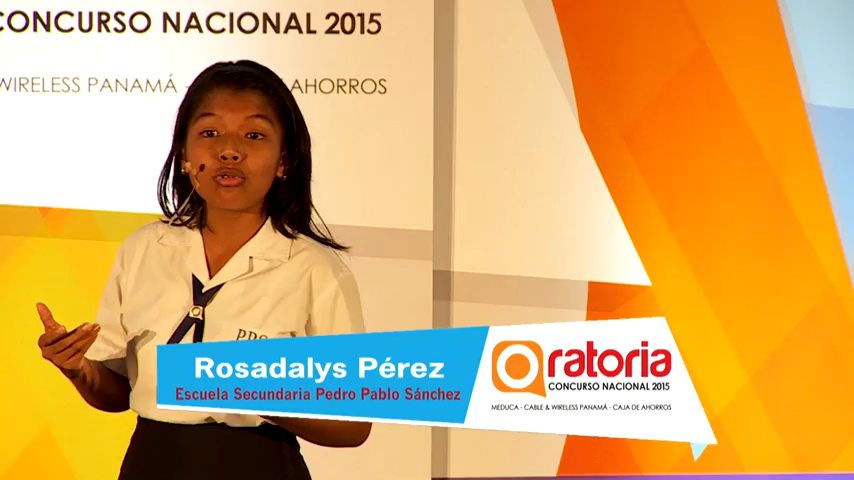 CONCURSO NACIONAL 2015
WIRELESS PANAMÁ - DE AHORROS
Rosadalys Pérez
Escuela Secundaria Pedro Pablo Sánchez
Oratoria
CONCURSO NACIONAL 2015
MEDUCA - CABLE & WIRELESS PANAMÁ - CAJA DE AHORROS